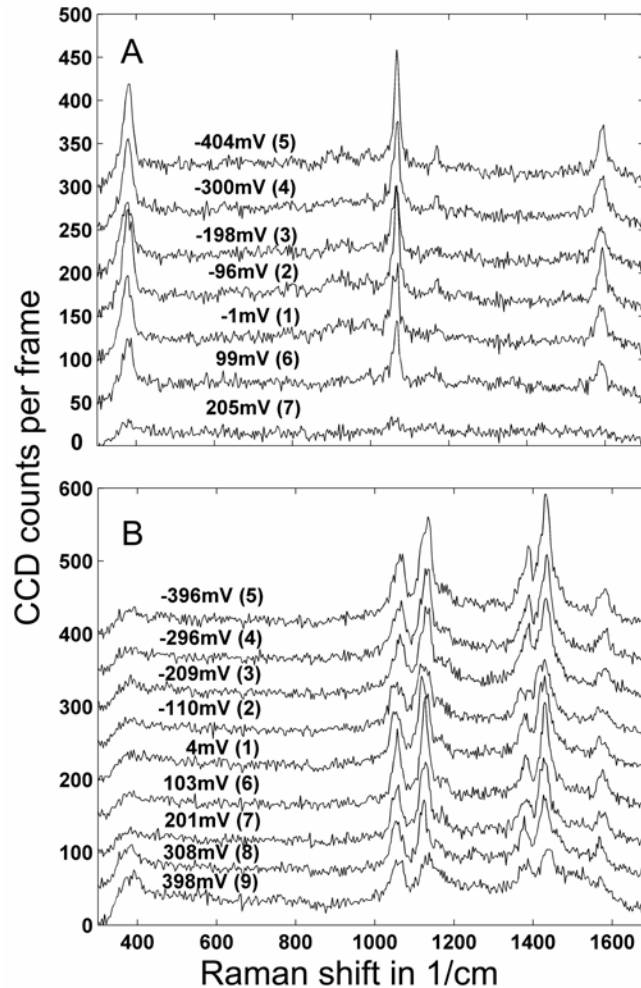 CCD counts per frame
500
450
400
350
300
250
200
150
100
50
0
A
-404mV (5)
-300mV (4)
-198mV (3)
-96mV (2)
-1mV (1)
99mV (6)
205mV (7)
600
500
400
300
200
100
0
B
-396mV (5)
-296mV (4)
-209mV (3)
-110mV (2)
4mV (1)
103mV (6)
201mV (7)
308mV (8)
398mV (9)
400 600 800 1000 1200 1400 1600
Raman shift in 1/cm